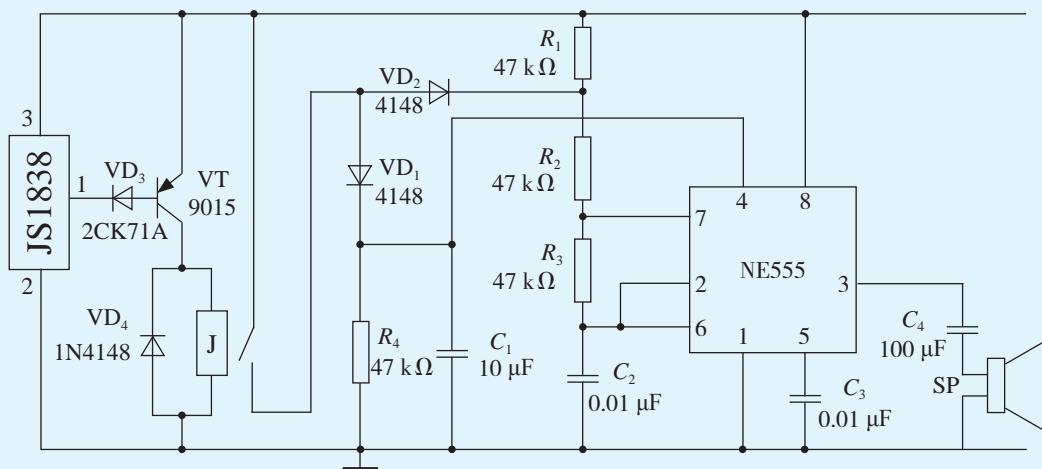 R₁
47 kΩ
VD₂
4148
3
JS1838
1
2
VD₃
2CK71A
VT
9015
VD₁
4148
R₂
47 kΩ
R₃
47 kΩ
4
8
7
2
6
NE555
3
1
5
VD₄
1N4148
J
R₄
47 kΩ
C₁
10 μF
C₂
0.01 μF
C₃
0.01 μF
C₄
100 μF
SP